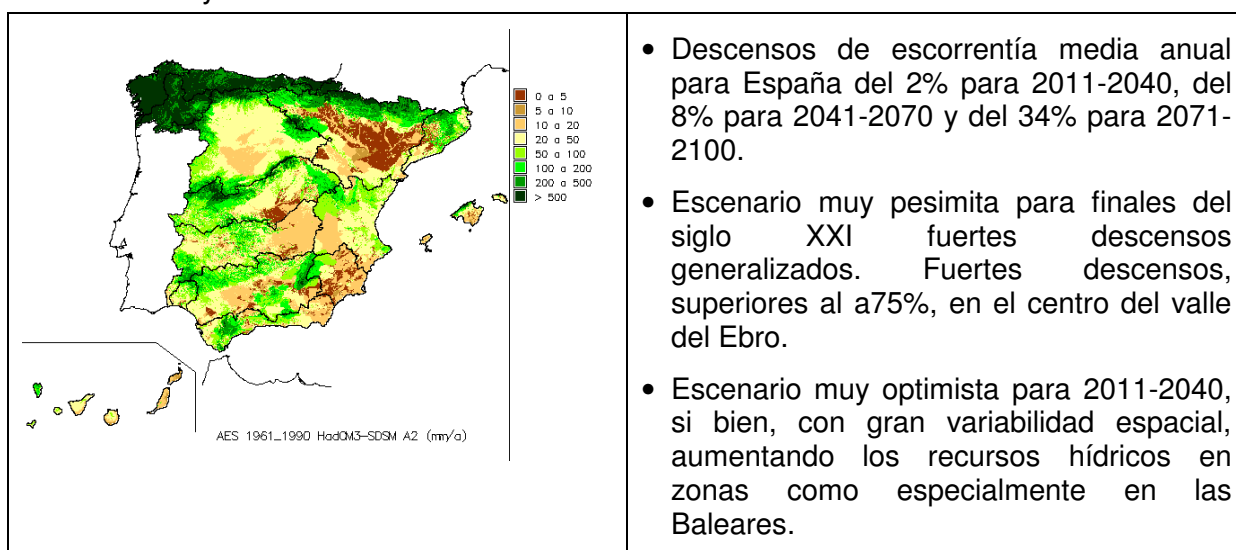 0 a 5
5 a 10
10 a 20
20 a 50
50 a 100
100 a 200
200 a 500
> 500
AES 1961_1990 HadCM3-SDSM A2 (mm/a)
• Descensos de escorrentía media anual
para España del 2% para 2011-2040, del
8% para 2041-2070 y del 34% para 2071-
2100.
• Escenario muy pesimita para finales del
siglo XXI fuertes descensos
generalizados. Fuertes descensos,
superiores al a75%, en el centro del valle
del Ebro.
• Escenario muy optimista para 2011-2040,
si bien, con gran variabilidad espacial,
aumentando los recursos hídricos en
zonas como especialmente en las
Baleares.